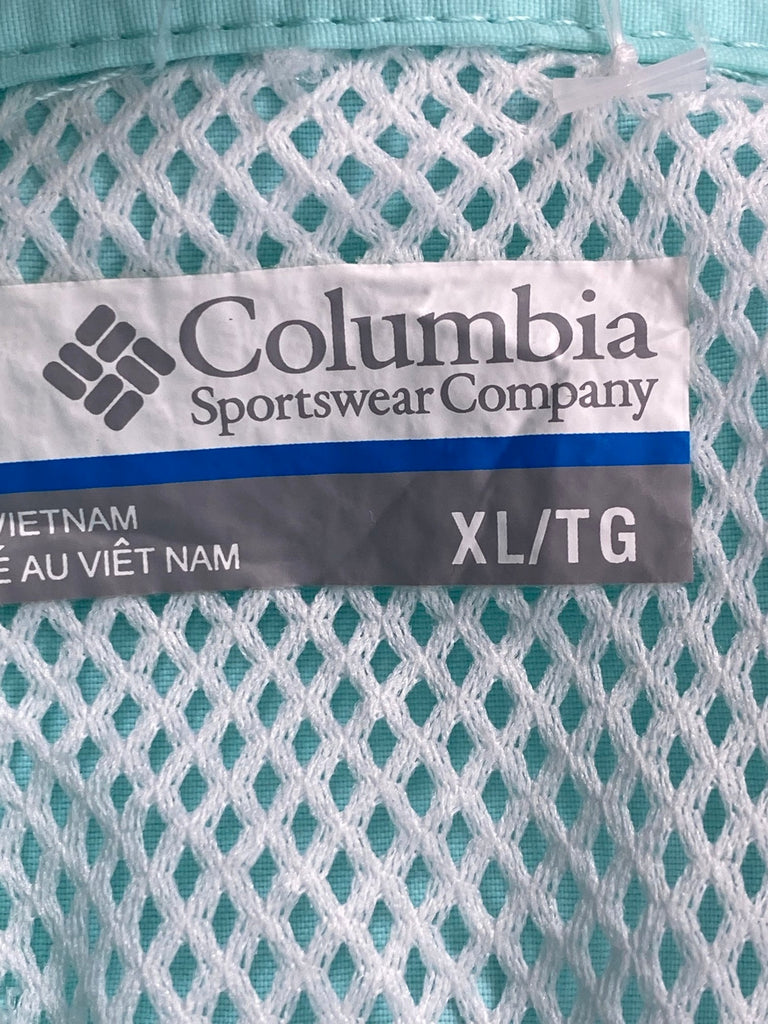 Columbia
Sportswear Company
VIETNAM
É AU VIÊT NAM
XL/TG